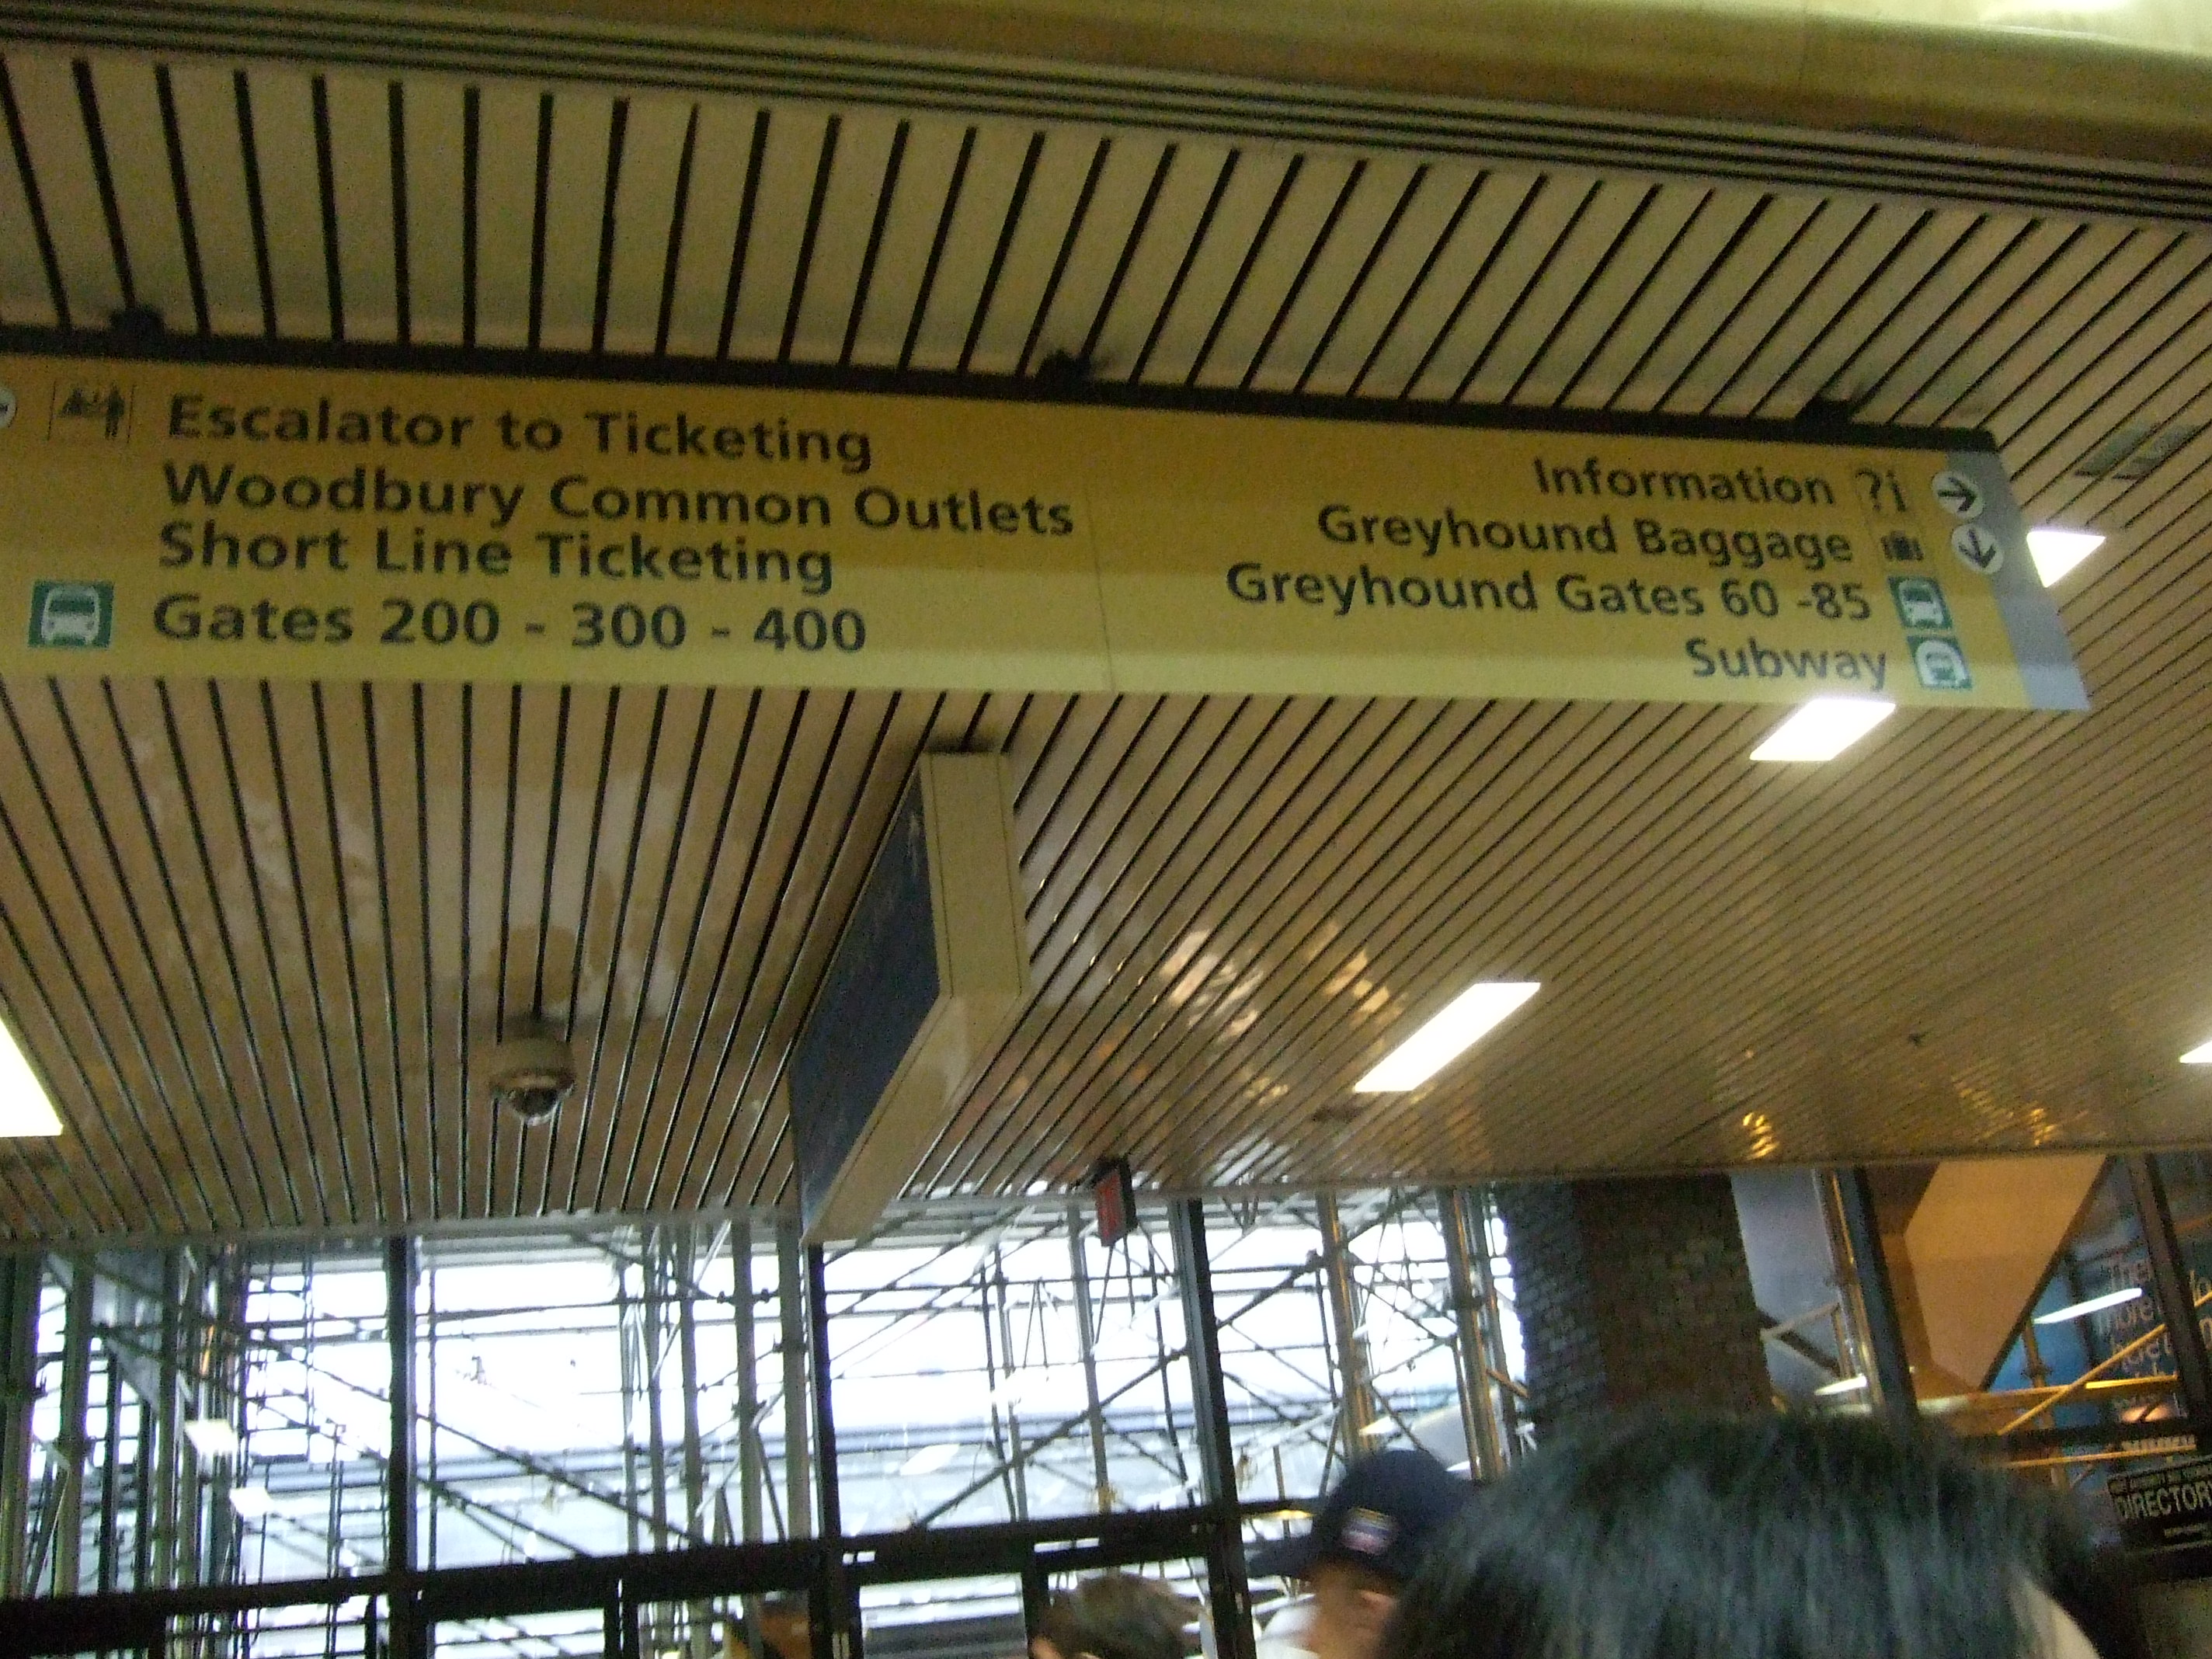 Escalator to Ticketing
Woodbury Common Outlets
Short Line Ticketing
Gates 200 - 300 - 400
Information ?i
Greyhound Baggage
Greyhound Gates 60 -85
Subway
DIRECTORY